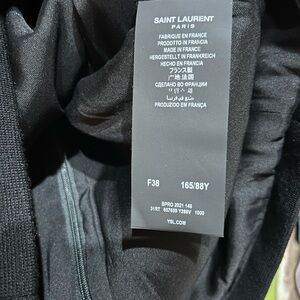 SAINT LAURENT
PARIS
FABRIQUE EN FRANCE
PRODOTTO IN FRANCIA
MADE IN FRANCE
HERGESTELLT IN FRANKREICH
HECHO EN FRANCIA
フランス製
产地 法国
СДЕЛАНО ВО ФРАНЦИИ
PRODUZIDO EM FRANÇA
F38 165/88Y
SPRO 2021 146
YSL.COM